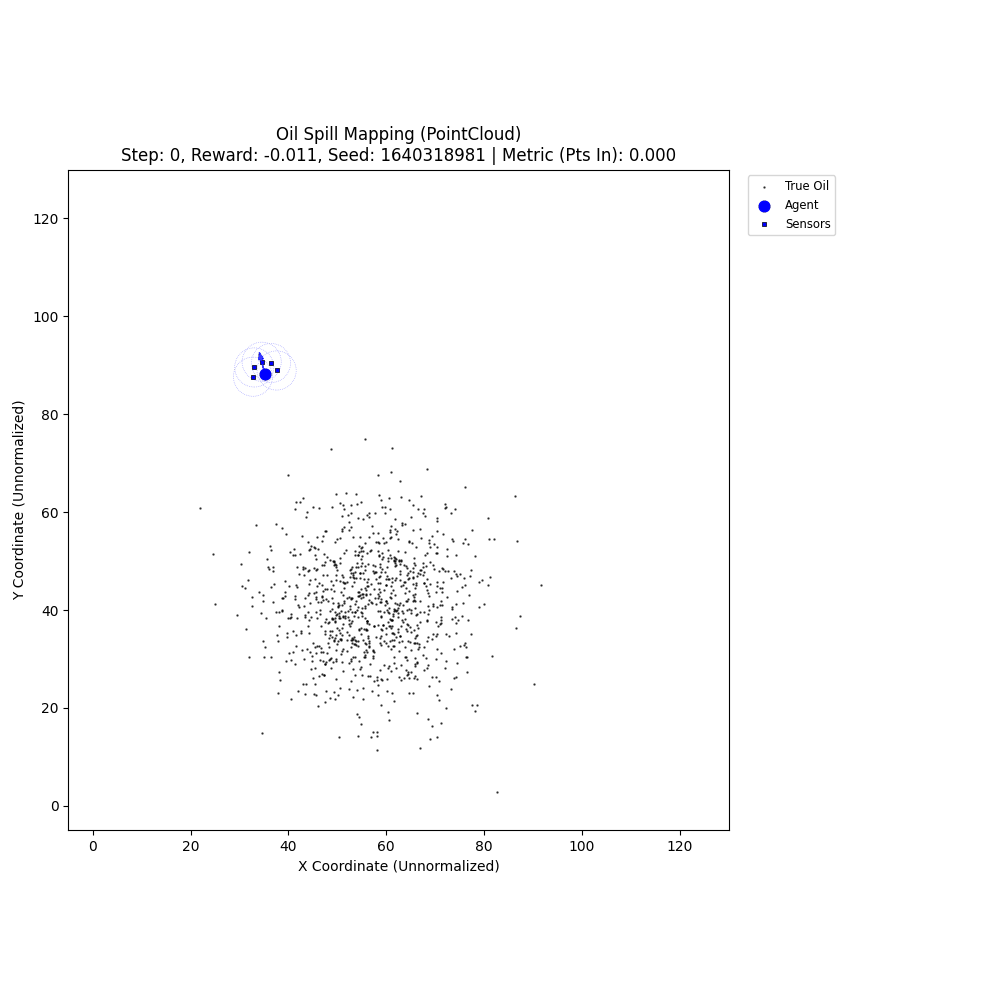 Oil Spill Mapping (PointCloud)
Step: 0, Reward: -0.011, Seed: 1640318981 | Metric (Pts In): 0.000
True Oil
Agent
Sensors
Y Coordinate (Unnormalized)
120
100
80
60
40
20
0
0 20 40 60 80 100 120
X Coordinate (Unnormalized)